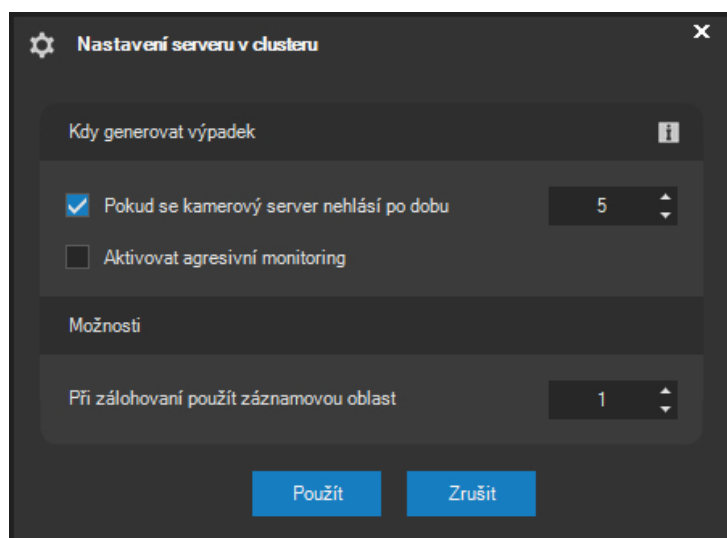 Nastavení serveru v clusteru
Kdy generovat výpadek
Pokud se kamerový server nehlásí po dobu 5
Aktivovat agresivní monitoring
Možnosti
Při zálohovaní použít záznamovou oblast 1
Použít Zrušit